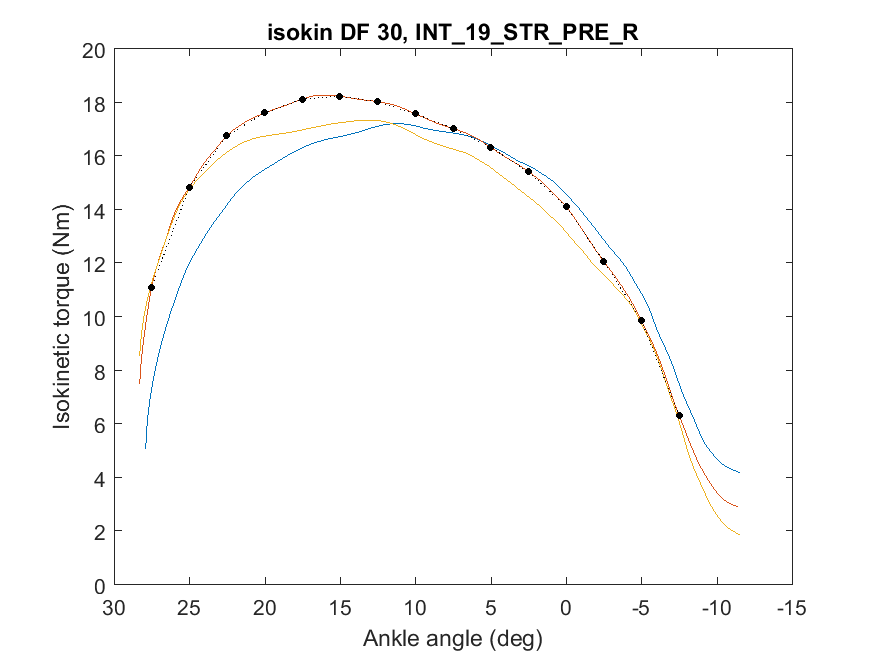 isokin DF 30, INT_19_STR_PRE_R
20
18
16
14
12
10
8
6
4
2
0
Isokinetic torque (Nm)
30 25 20 15 10 5 0 -5 -10 -15
Ankle angle (deg)